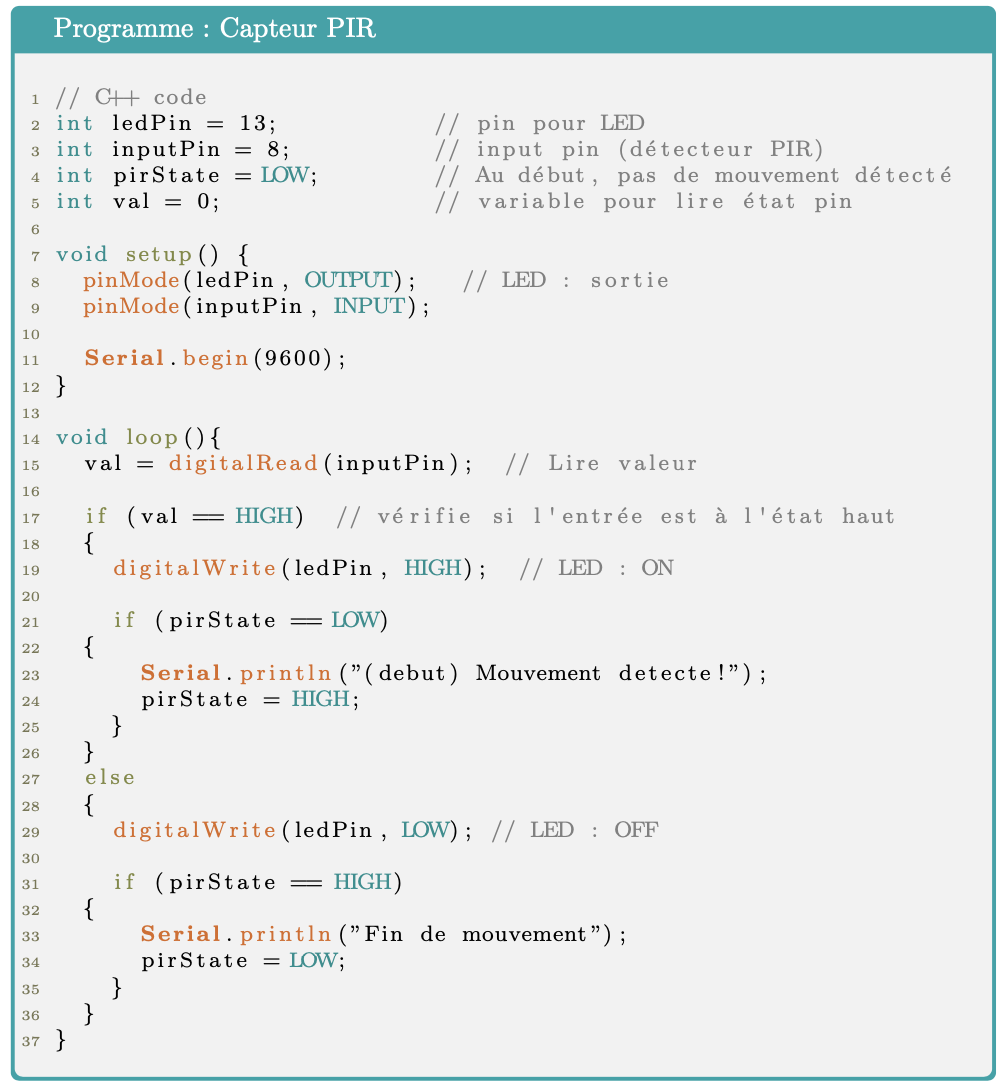 Programme : Capteur PIR
1 // C++ code
2 int ledPin = 13; // pin pour LED
3 int inputPin = 8; // input pin (détecteur PIR)
4 int pirState = LOW; // Au début, pas de mouvement détecté
5 int val = 0; // variable pour lire état pin
6
7 void setup() {
8 pinMode(ledPin, OUTPUT); // LED : sortie
9 pinMode(inputPin, INPUT);
10
11 Serial.begin(9600);
12 }
13
14 void loop(){
15 val = digitalRead(inputPin); // Lire valeur
16
17 if (val == HIGH) // vérifie si l'entrée est à l'état haut
18 {
19 digitalWrite(ledPin, HIGH); // LED : ON
20
21 if (pirState == LOW)
22 {
23 Serial.println("(debut) Mouvement detecte!");
24 pirState = HIGH;
25 }
26 }
27 else
28 {
29 digitalWrite(ledPin, LOW); // LED : OFF
30
31 if (pirState == HIGH)
32 {
33 Serial.println("Fin de mouvement");
34 pirState = LOW;
35 }
36 }
37 }